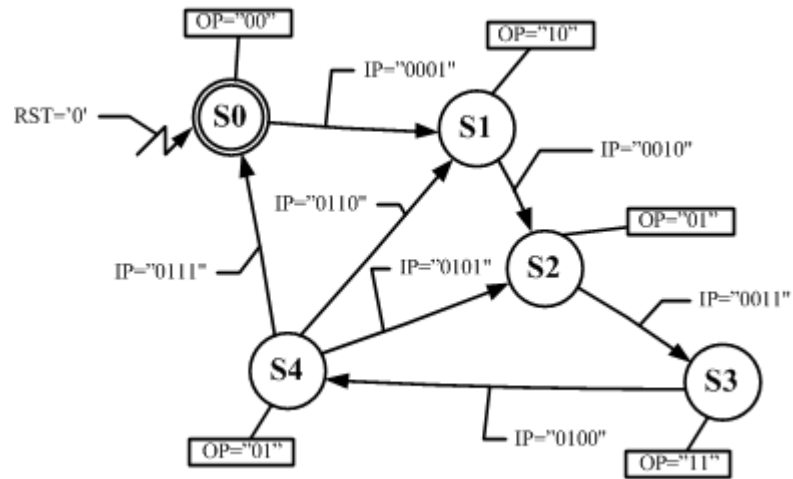 OP="00"
OP="10"
IP="0001"
RST='0'
S0
S1
IP="0010"
IP="0110"
OP="01"
IP="0111"
IP="0101"
S2
IP="0011"
S4
S3
IP="0100"
OP="01"
OP="11"